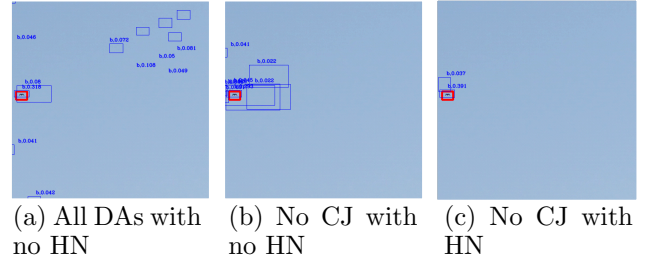 b,0.046
b,0.072
b,0.081
b,0.05
b,0.108
b,0.049
b,0.08
b,0.318
b,0.041
b,0.042
(a) All DAs with
no HN
b,0.041
b,0.022
b,0.022
(b) No CJ with
no HN
b,0.037
b,0.391
(c) No CJ with
HN